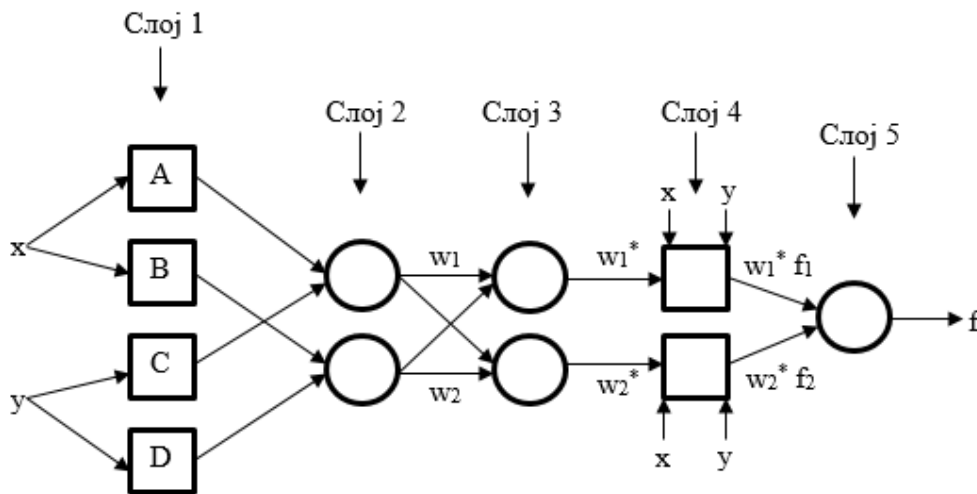 Слој 1
Слој 2
Слој 3
Слој 4
Слој 5
A
x
y
x
B
w₁
w₁*
w₁* f₁
f
C
y
w₂
w₂*
w₂* f₂
D
x
y